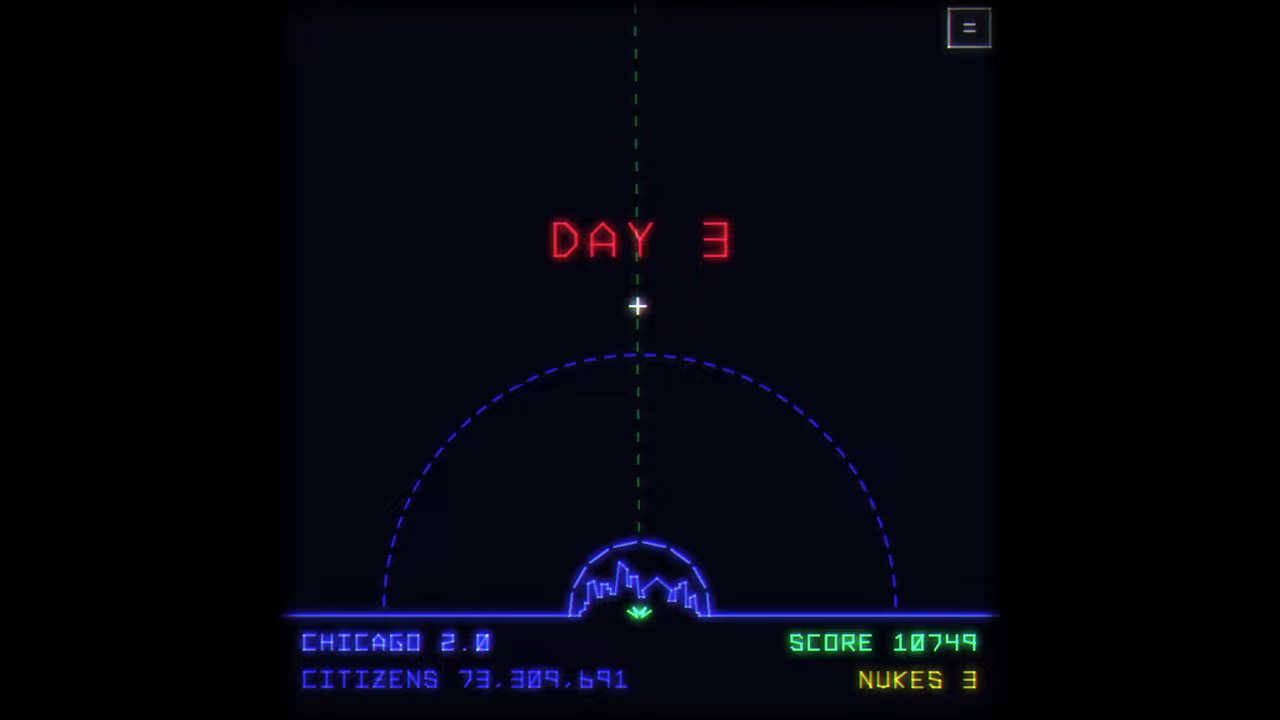 =
DAY 3
CHICAGO 2.0
SCORE 10749
CITIZENS 73,309,691
NUKES 3